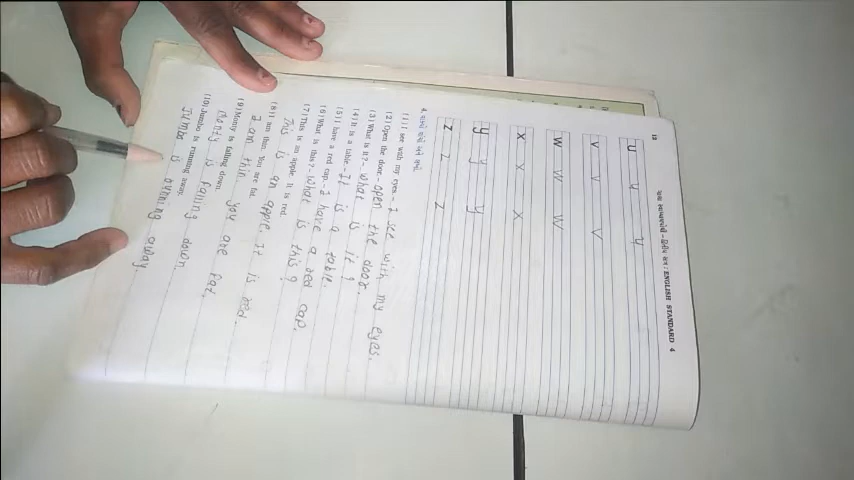 12 : ENGLISH STANDARD 4
u u u
v v v
w w w
x x x
y y y
z z z
(1) I see with my eyes - I see with my eyes.
(2) Open the door - open the door.
(3) What is it? - what is it?
(4) It is a table - It is a table.
(5) I have a red cap - I have a red cap.
(6) What is this? - what is this?
(7) This is an apple. It is red.
This is an apple. It is red.
(8) I am thin. You are fat.
I am thin you are fat.
(9) Monty is falling down.
Monty is falling down.
(10) Jumbo is running away.
is running away.